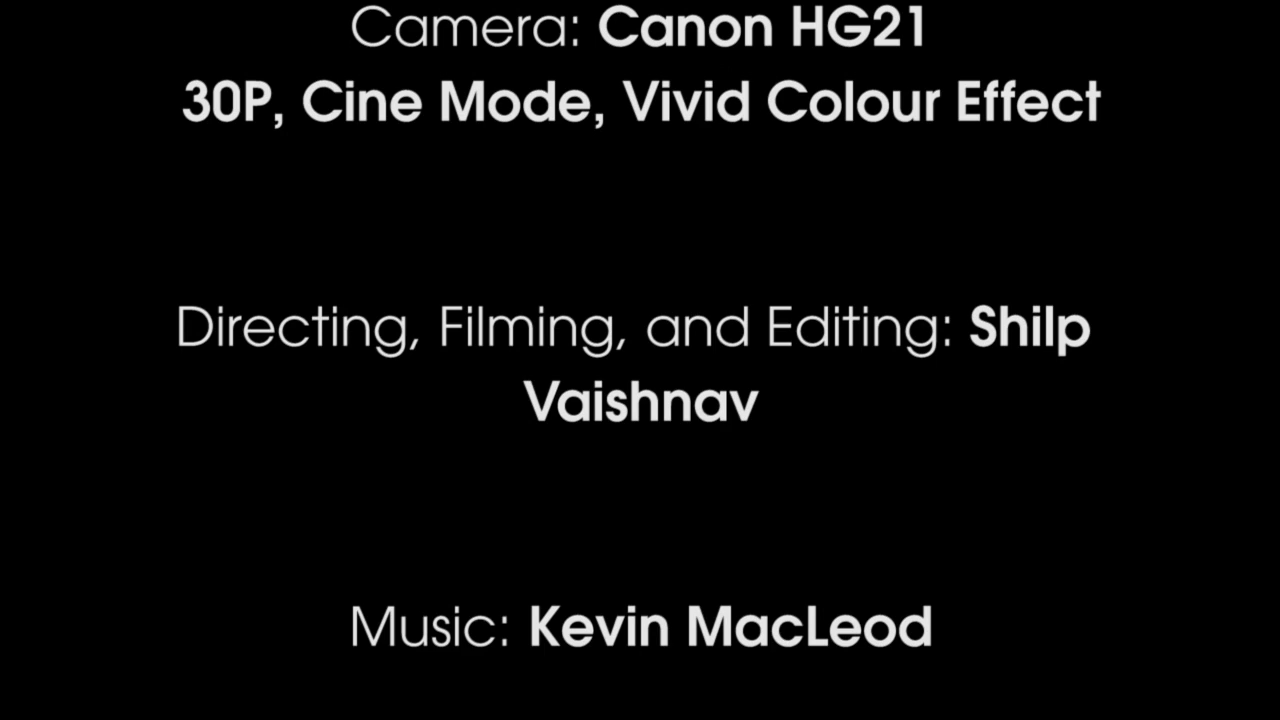 Camera: Canon HG21
30P, Cine Mode, Vivid Colour Effect
Directing, Filming, and Editing: Shilp
Vaishnav
Music: Kevin MacLeod